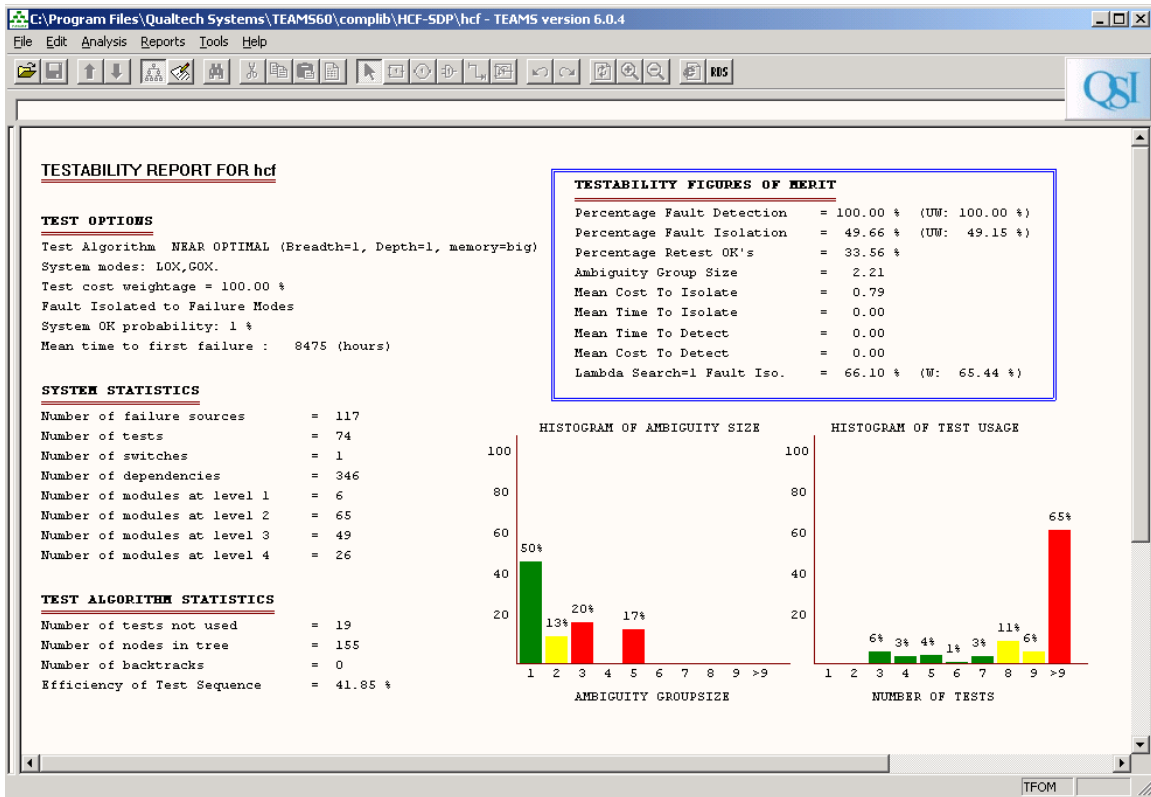 C:\Program Files\Qualtech Systems\TEAMS60\complib\HCF-SDP\hcf - TEAMS version 6.0.4
File Edit Analysis Reports Tools Help
RDS
QSI
TESTABILITY REPORT FOR hcf
TEST OPTIONS
Test Algorithm NEAR OPTIMAL (Breadth=1, Depth=1, memory=big)
System modes: LOX,GOX.
Test cost weightage = 100.00 %
Fault Isolated to Failure Modes
System OK probability: 1 %
Mean time to first failure : 8475 (hours)
SYSTEM STATISTICS
Number of failure sources = 117
Number of tests = 74
Number of switches = 1
Number of dependencies = 346
Number of modules at level 1 = 6
Number of modules at level 2 = 65
Number of modules at level 3 = 49
Number of modules at level 4 = 26
TEST ALGORITHM STATISTICS
Number of tests not used = 19
Number of nodes in tree = 155
Number of backtracks = 0
Efficiency of Test Sequence = 41.85 %
TESTABILITY FIGURES OF MERIT
Percentage Fault Detection = 100.00 % (UW: 100.00 %)
Percentage Fault Isolation = 49.66 % (UW: 49.15 %)
Percentage Retest OK's = 33.56 %
Ambiguity Group Size = 2.21
Mean Cost To Isolate = 0.79
Mean Time To Isolate = 0.00
Mean Time To Detect = 0.00
Mean Cost To Detect = 0.00
Lambda Search=1 Fault Iso. = 66.10 % (W: 65.44 %)
HISTOGRAM OF AMBIGUITY SIZE
100
80
60
40
20
50% 13% 20% 17%
1 2 3 4 5 6 7 8 9 >9
AMBIGUITY GROUPSIZE
HISTOGRAM OF TEST USAGE
100
80
60
40
20
6% 3% 4% 1% 3% 11% 6% 65%
1 2 3 4 5 6 7 8 9 >9
NUMBER OF TESTS
TFOM